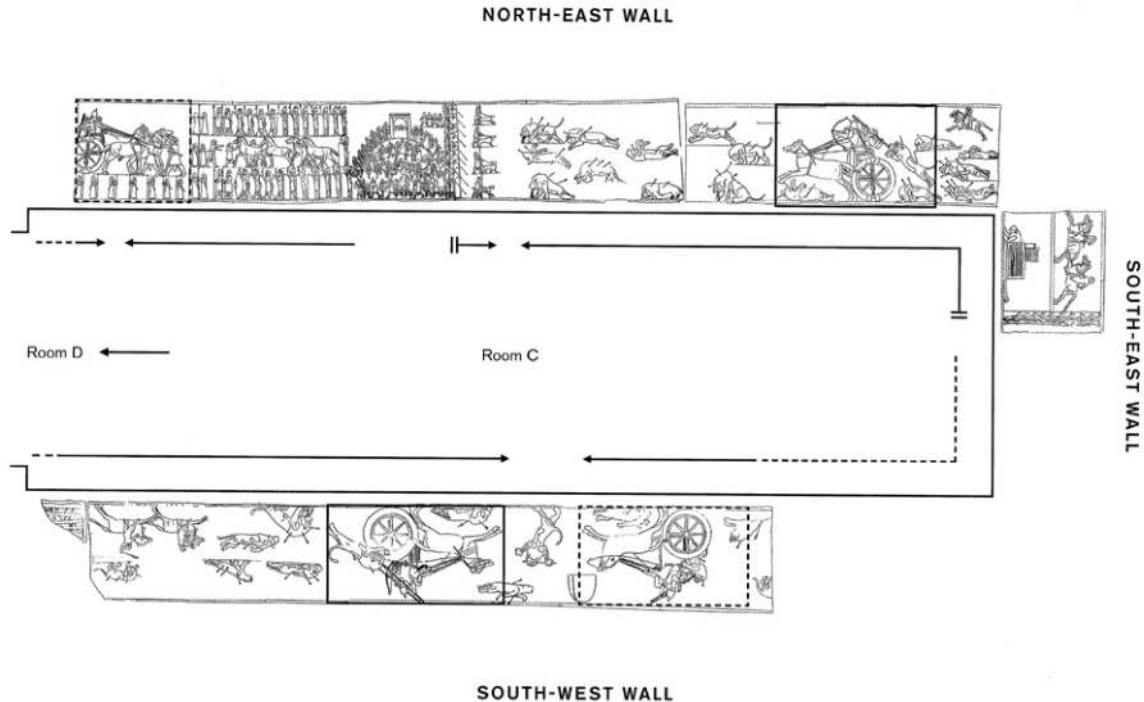 NORTH-EAST WALL
Room D
Room C
SOUTH-EAST WALL
SOUTH-WEST WALL